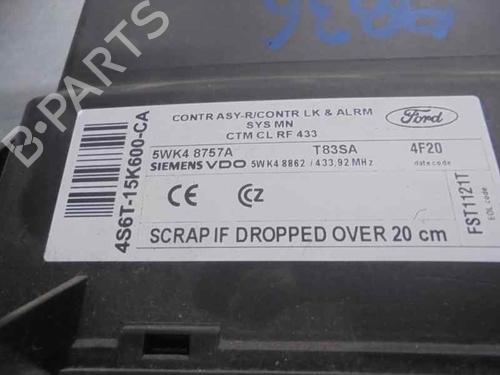 CONTR ASY-R/CONTR LK & ALRM
SYS MN
CTM CL RF 433
Ford
4S6T-15K600-CA
5WK4 8757A T83SA 4F20
SIEMENS VDO 5WK4 8862 / 433,92 MHz date code
CE CZ
FST1121T
EOL code
SCRAP IF DROPPED OVER 20 cm
B-PARTS